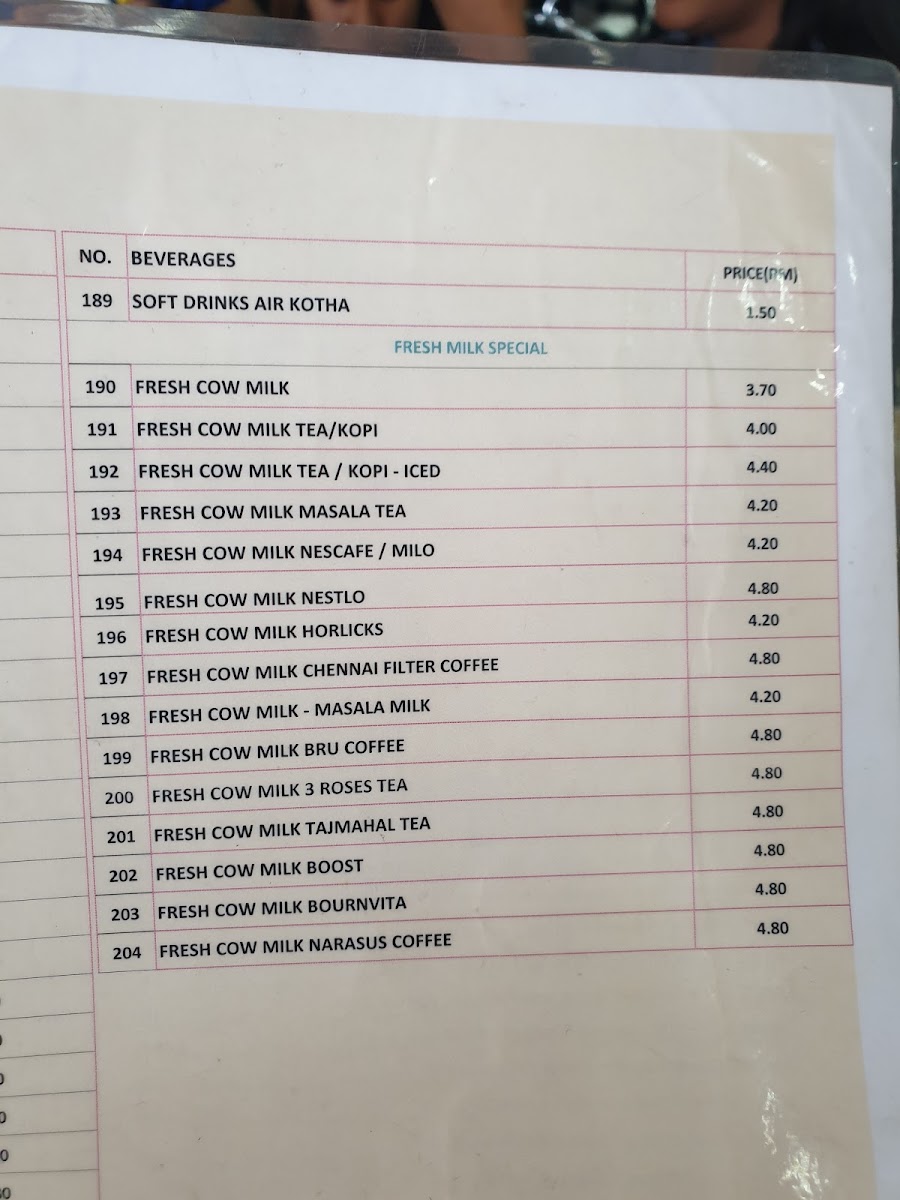 NO. BEVERAGES PRICE(RM)
189 SOFT DRINKS AIR KOTHA 1.50
FRESH MILK SPECIAL
190 FRESH COW MILK 3.70
191 FRESH COW MILK TEA/KOPI 4.00
192 FRESH COW MILK TEA / KOPI - ICED 4.40
193 FRESH COW MILK MASALA TEA 4.20
194 FRESH COW MILK NESCAFE / MILO 4.20
195 FRESH COW MILK NESTLO 4.80
196 FRESH COW MILK HORLICKS 4.20
197 FRESH COW MILK CHENNAI FILTER COFFEE 4.80
198 FRESH COW MILK - MASALA MILK 4.20
199 FRESH COW MILK BRU COFFEE 4.80
200 FRESH COW MILK 3 ROSES TEA 4.80
201 FRESH COW MILK TAJMAHAL TEA 4.80
202 FRESH COW MILK BOOST 4.80
203 FRESH COW MILK BOURNVITA 4.80
204 FRESH COW MILK NARASUS COFFEE 4.80